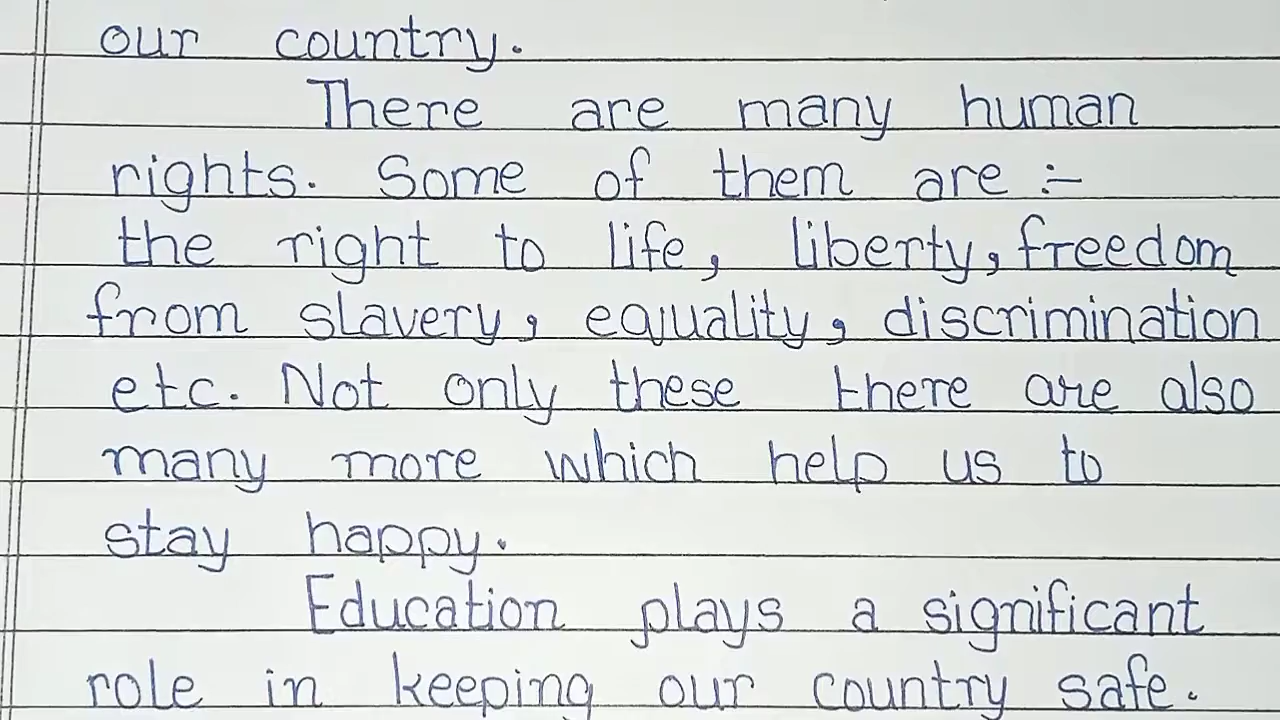 our country.
There are many human
rights. Some of them are :-
the right to life, liberty, freedom
from slavery, equality, discrimination
etc. Not only these there are also
many more which help us to
stay happy.
Education plays a significant
role in keeping our country safe.